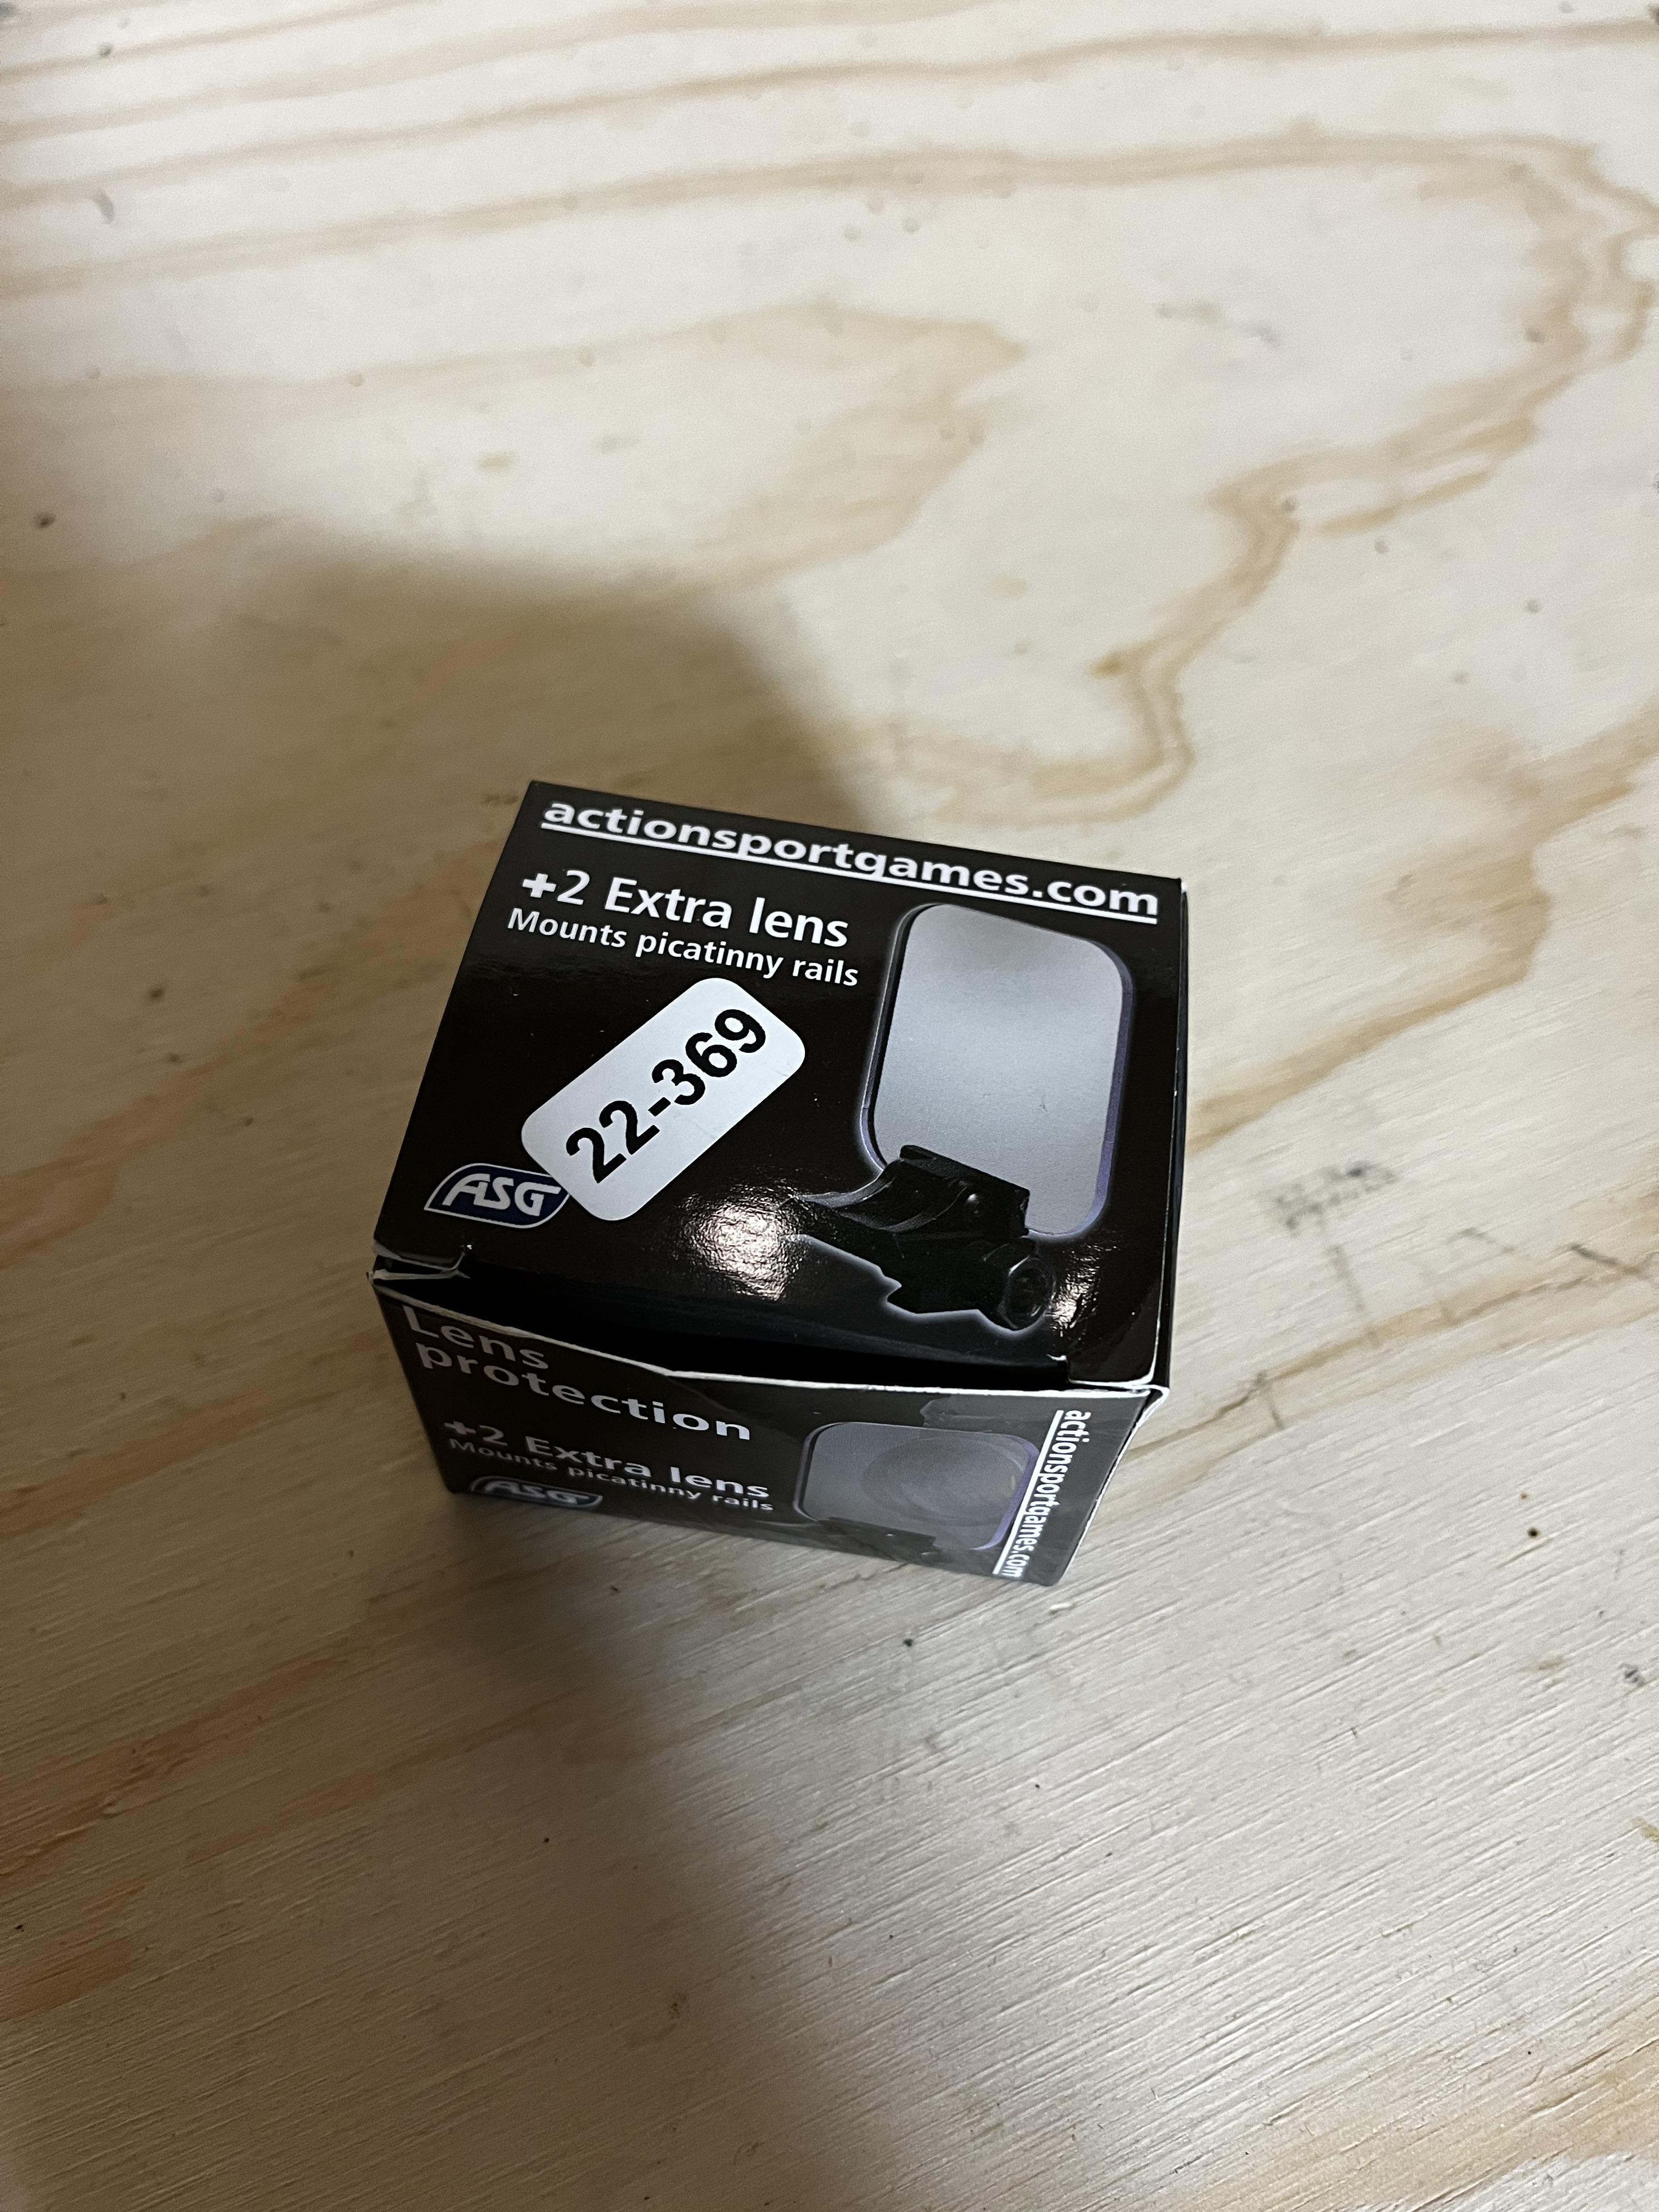 actionsportgames.com
+2 Extra lens
Mounts picatinny rails
22-369
ASG
Lens
protection
+2 Extra lens
Mounts picatinny rails
ASG
actionsportgames.com